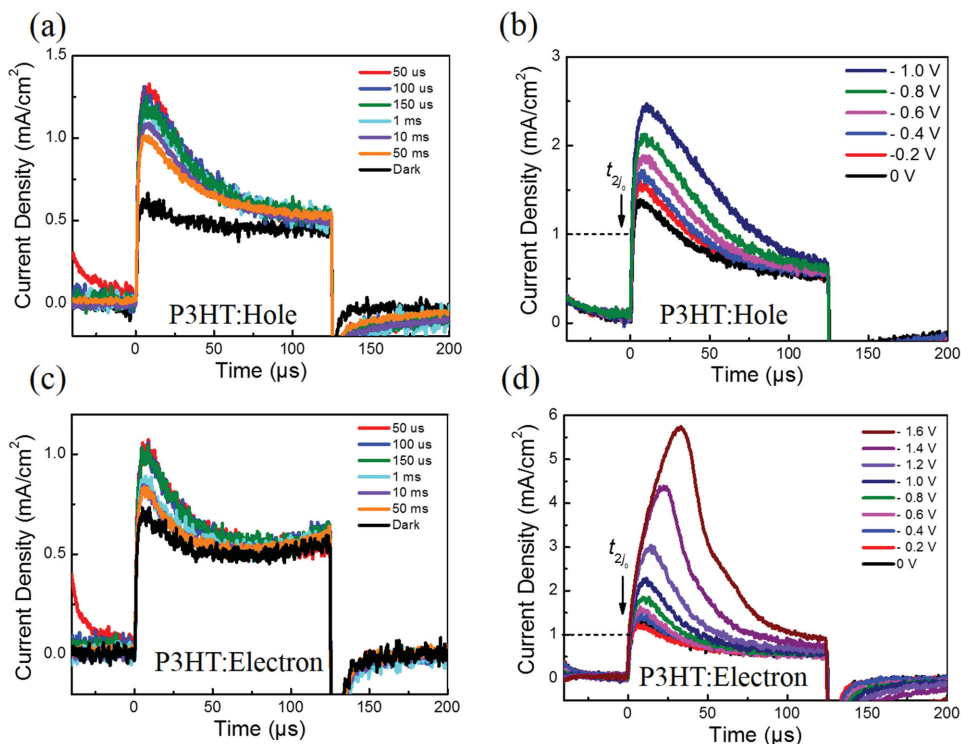 (a)
Current Density (mA/cm²)
1.5
1.0
0.5
0.0
50 us
100 us
150 us
1 ms
10 ms
50 ms
Dark
P3HT:Hole
0 50 100 150 200
Time (µs)
(b)
Current Density (mA/cm²)
3
2
1
0
t2j0
- 1.0 V
- 0.8 V
- 0.6 V
- 0.4 V
-0.2 V
0 V
P3HT:Hole
0 50 100 150 200
Time (µs)
(c)
Current Density (mA/cm²)
1.0
0.5
0.0
50 us
100 us
150 us
1 ms
10 ms
50 ms
Dark
P3HT:Electron
0 50 100 150 200
Time (µs)
(d)
Current Density (mA/cm²)
6
5
4
3
2
1
0
t2j0
- 1.6 V
- 1.4 V
- 1.2 V
- 1.0 V
- 0.8 V
- 0.6 V
- 0.4 V
- 0.2 V
0 V
P3HT:Electron
0 50 100 150 200
Time (µs)